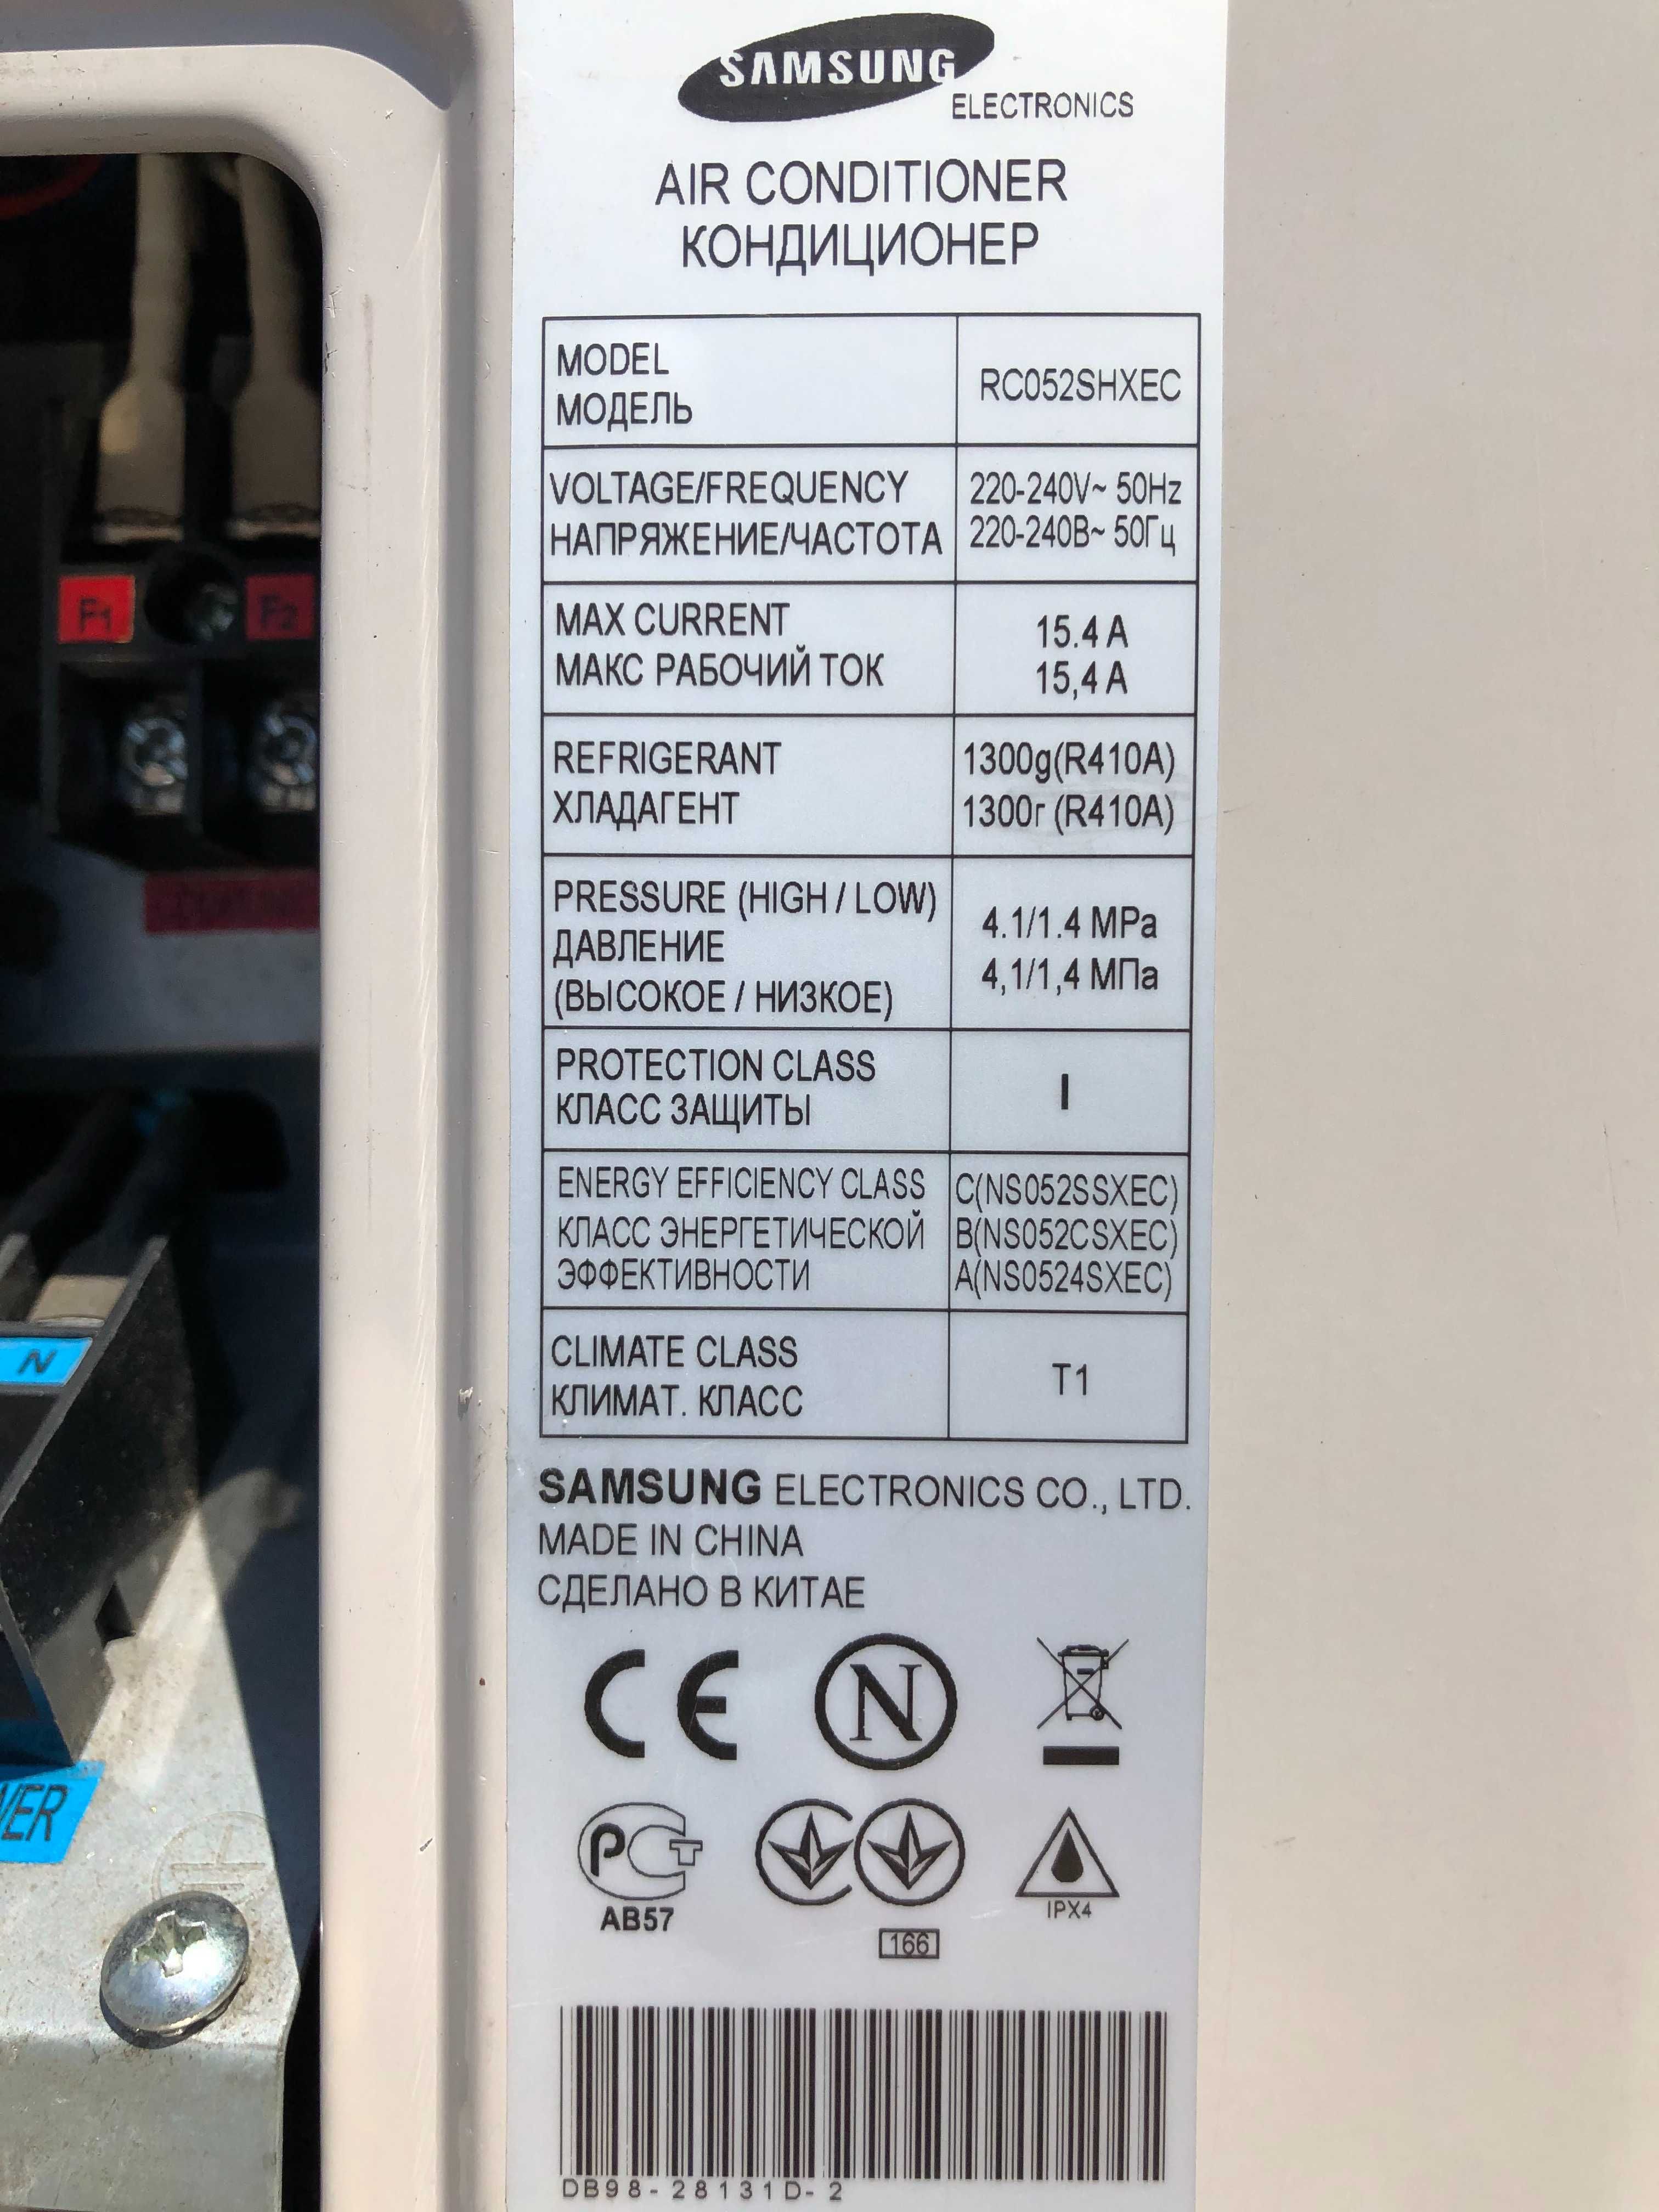 SAMSUNG
ELECTRONICS
AIR CONDITIONER
КОНДИЦИОНЕР
MODEL
МОДЕЛЬ
RC052SHXEC
VOLTAGE/FREQUENCY
НАПРЯЖЕНИЕ/ЧАСТОТА
220-240V~ 50Hz
220-240В~ 50Гц
MAX CURRENT
МАКС РАБОЧИЙ ТОК
15.4 A
15,4 A
REFRIGERANT
ХЛАДАГЕНТ
1300g(R410A)
1300г (R410A)
PRESSURE (HIGH / LOW)
ДАВЛЕНИЕ
(ВЫСОКОЕ / НИЗКОЕ)
4.1/1.4 MPa
4,1/1,4 МПа
PROTECTION CLASS
КЛАСС ЗАЩИТЫ
I
ENERGY EFFICIENCY CLASS
КЛАСС ЭНЕРГЕТИЧЕСКОЙ
ЭФФЕКТИВНОСТИ
C(NS052SSXEC)
B(NS052CSXEC)
A(NS0524SXEC)
CLIMATE CLASS
КЛИМАТ. КЛАСС
T1
SAMSUNG ELECTRONICS CO., LTD.
MADE IN CHINA
СДЕЛАНО В КИТАЕ
CE
N
РСТ
АВ57
166
IPX4
DB98-28131D-2
F1
F2
N
WER